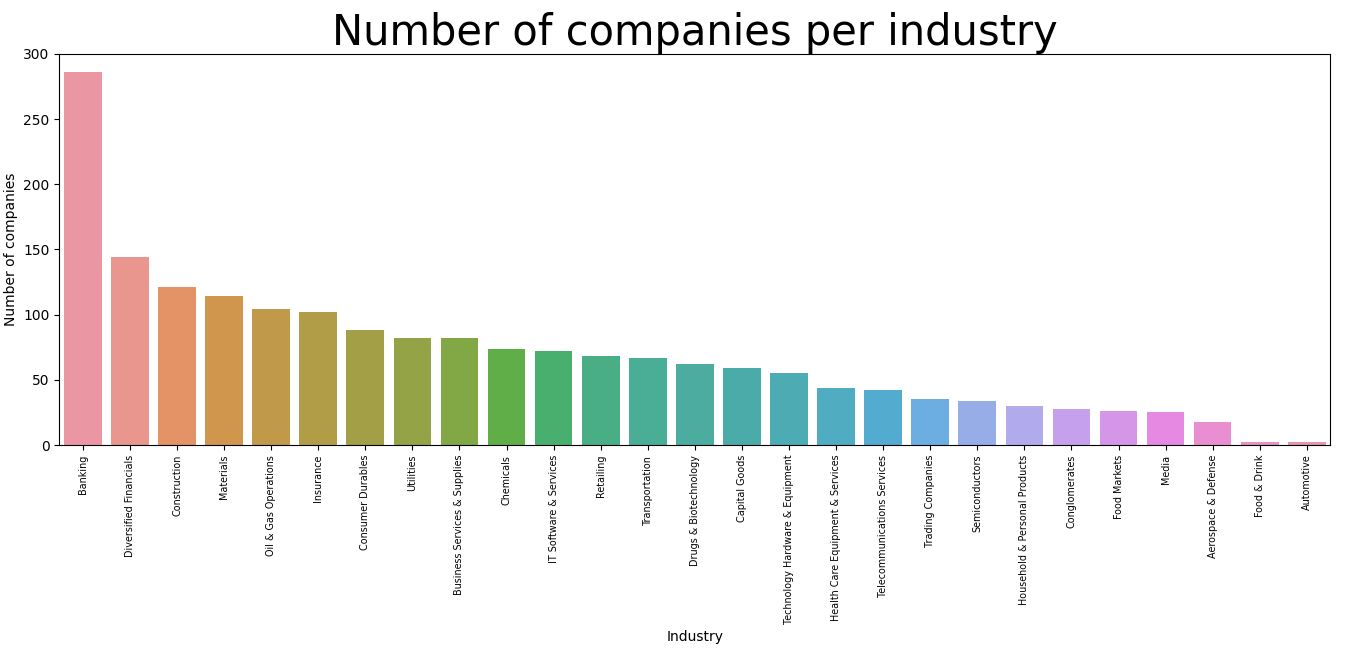 Number of companies per industry
Number of companies
300
250
200
150
100
50
0
Banking
Diversified Financials
Construction
Materials
Oil & Gas Operations
Insurance
Consumer Durables
Utilities
Business Services & Supplies
Chemicals
IT Software & Services
Retailing
Transportation
Drugs & Biotechnology
Capital Goods
Technology Hardware & Equipment
Health Care Equipment & Services
Telecommunications Services
Trading Companies
Semiconductors
Household & Personal Products
Conglomerates
Food Markets
Media
Aerospace & Defense
Food & Drink
Automotive
Industry